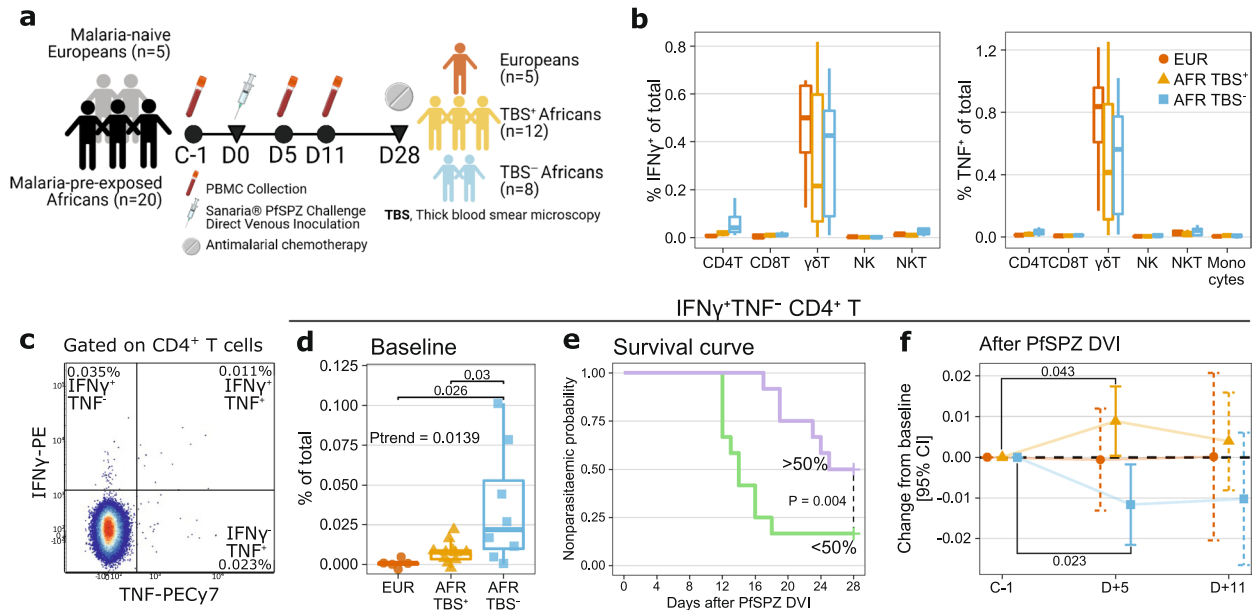 a
Malaria-naive
Europeans (n=5)
Malaria-pre-exposed
Africans (n=20)
C-1 D0 D5 D11 D28
PBMC Collection
Sanaria® PfSPZ Challenge
Direct Venous Inoculation
Antimalarial chemotherapy
Europeans
(n=5)
TBS⁺ Africans
(n=12)
TBS⁻ Africans
(n=8)
TBS, Thick blood smear microscopy
b
% IFNγ⁺ of total
0.6
0.4
0.2
0.0
CD4T CD8T γδT NK NKT
% TNF⁺ of total
1.2
0.8
0.4
0.0
CD4T CD8T γδT NK NKT Mono
cytes
EUR
AFR TBS⁺
AFR TBS⁻
IFNγ⁺TNF⁻ CD4⁺ T
c
Gated on CD4⁺ T cells
0.035%
IFNγ⁺
TNF⁻
0.011%
IFNγ⁺
TNF⁺
IFNγ⁻
TNF⁺
0.023%
IFNγ-PE
TNF-PECy7
d
Baseline
0.03
0.026
Ptrend = 0.0139
% of total
0.125
0.100
0.075
0.050
0.025
0.000
EUR AFR AFR
TBS⁺ TBS⁻
e
Survival curve
Nonparasitaemic probability
1.00
0.75
0.50
0.25
0.00
>50%
P = 0.004
<50%
0 4 8 12 16 20 24 28
Days after PfSPZ DVI
f
After PfSPZ DVI
0.043
0.023
Change from baseline
[95% CI]
0.02
0.01
0.00
-0.01
-0.02
C-1 D+5 D+11